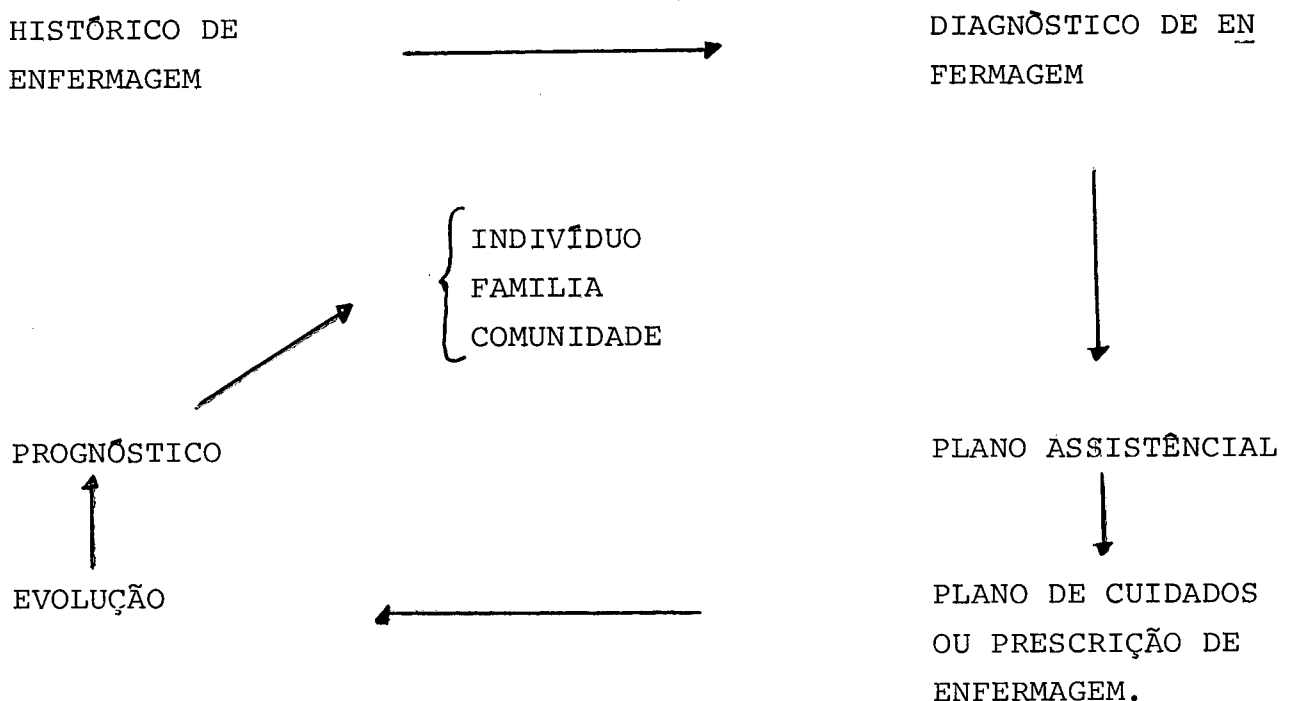 HISTÓRICO DE
ENFERMAGEM
DIAGNÒSTICO DE EN
FERMAGEM
INDIVÍDUO
FAMILIA
COMUNIDADE
PROGNÓSTICO
PLANO ASSISTÊNCIAL
EVOLUÇÃO
PLANO DE CUIDADOS
OU PRESCRIÇÃO DE
ENFERMAGEM.